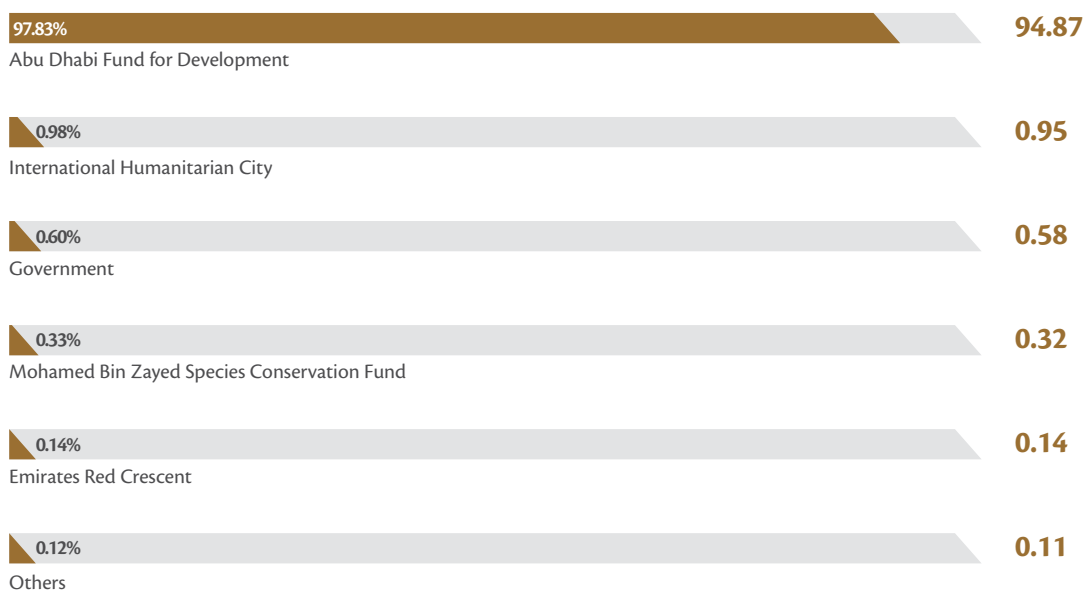 97.83% 94.87
Abu Dhabi Fund for Development
0.98% 0.95
International Humanitarian City
0.60% 0.58
Government
0.33% 0.32
Mohamed Bin Zayed Species Conservation Fund
0.14% 0.14
Emirates Red Crescent
0.12% 0.11
Others